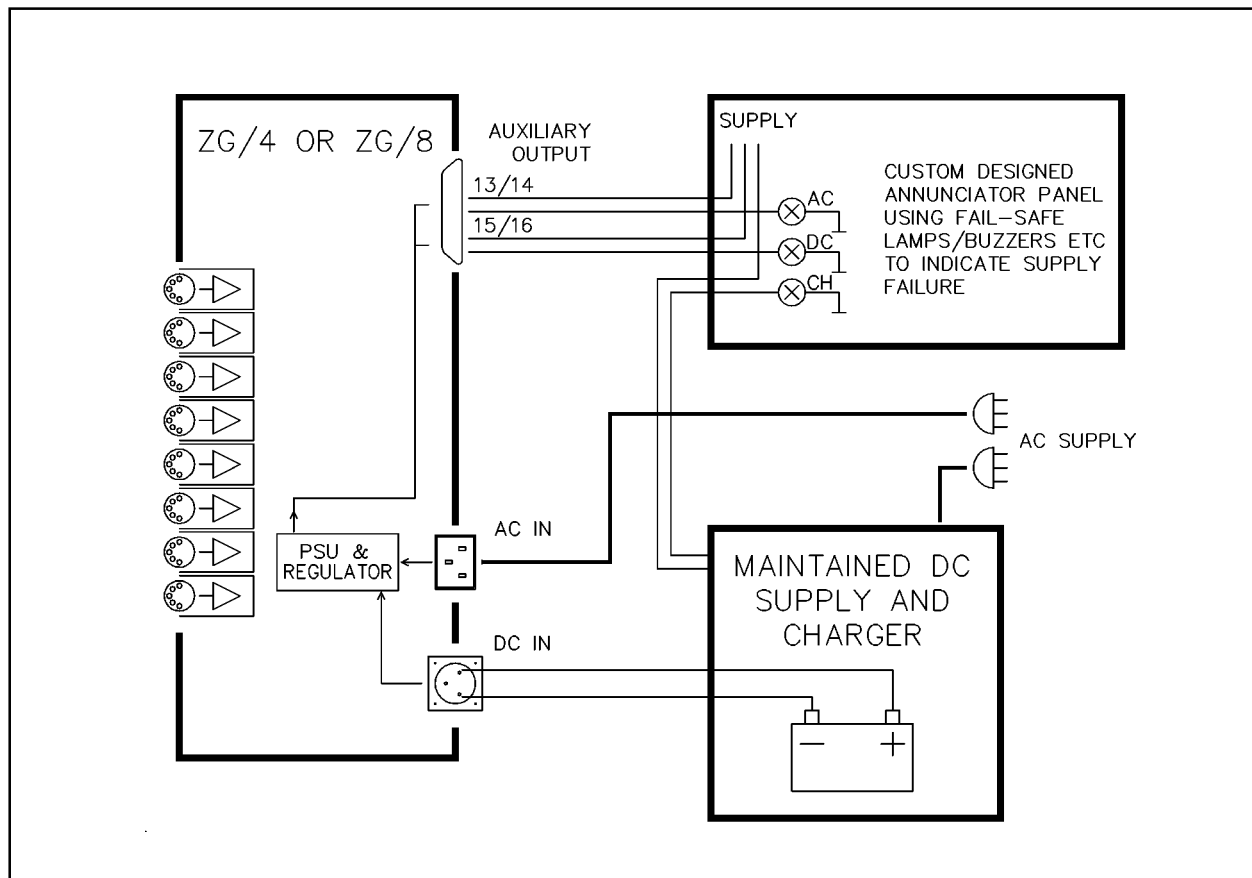 ZG/4 OR ZG/8
AUXILIARY
OUTPUT
13/14
15/16
SUPPLY
AC
DC
CH
CUSTOM DESIGNED
ANNUNCIATOR PANEL
USING FAIL-SAFE
LAMPS/BUZZERS ETC
TO INDICATE SUPPLY
FAILURE
AC SUPPLY
AC IN
PSU &
REGULATOR
DC IN
MAINTAINED DC
SUPPLY AND
CHARGER
− +